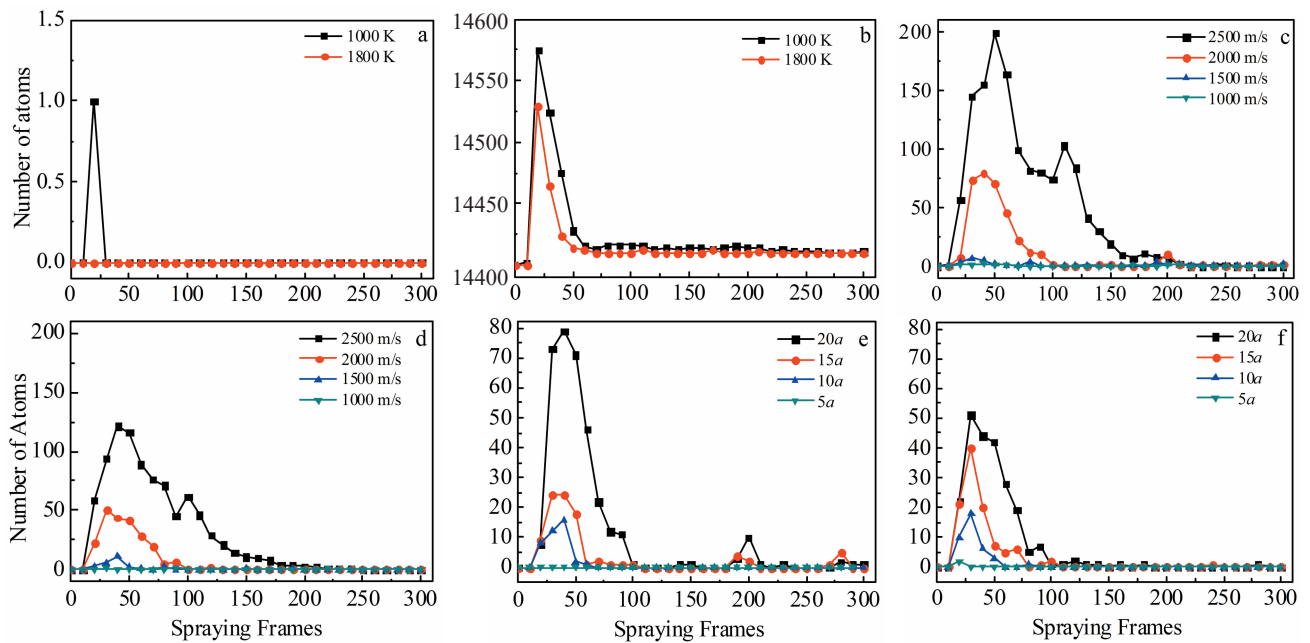 Number of atoms
1.5
1.0
0.5
0.0
0 50 100 150 200 250 300
1000 K
1800 K
a
14600
14550
14500
14450
14400
0 50 100 150 200 250 300
1000 K
1800 K
b
200
150
100
50
0
0 50 100 150 200 250 300
2500 m/s
2000 m/s
1500 m/s
1000 m/s
c
Number of Atoms
200
150
100
50
0
0 50 100 150 200 250 300
Spraying Frames
2500 m/s
2000 m/s
1500 m/s
1000 m/s
d
80
70
60
50
40
30
20
10
0
0 50 100 150 200 250 300
Spraying Frames
20a
15a
10a
5a
e
80
70
60
50
40
30
20
10
0
0 50 100 150 200 250 300
Spraying Frames
20a
15a
10a
5a
f